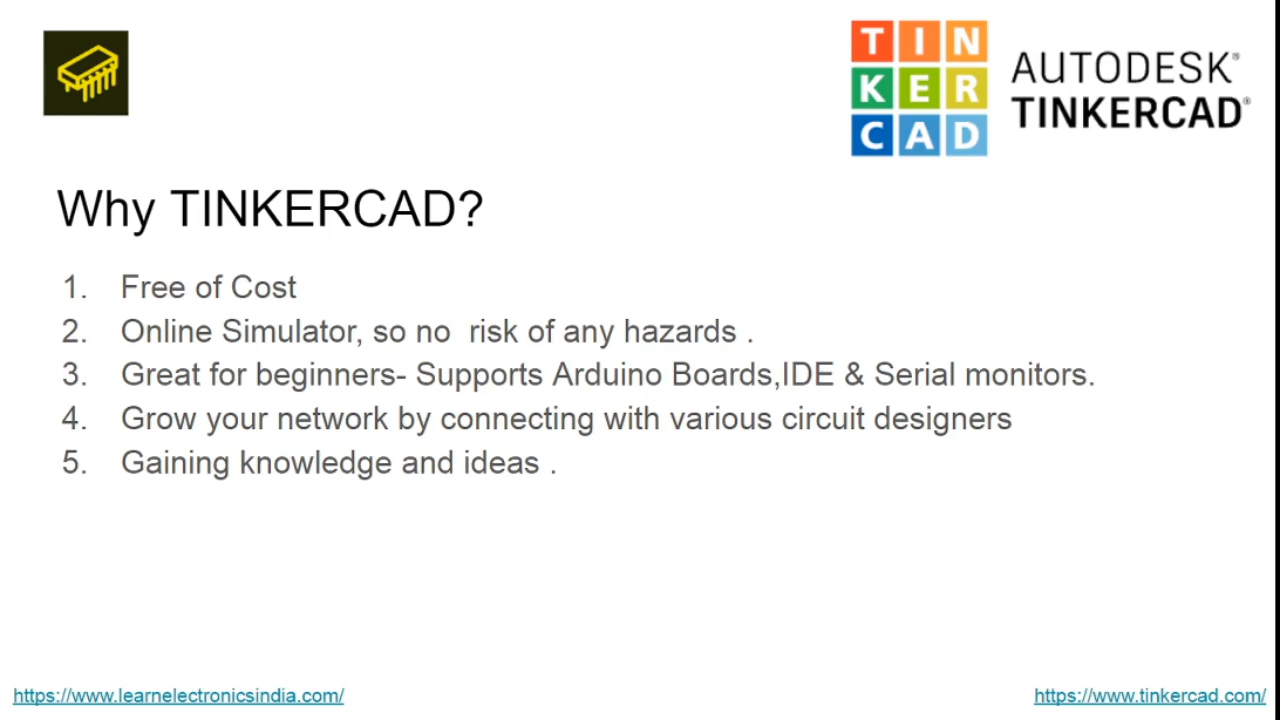 TIN
KER
CAD
AUTODESK®
TINKERCAD®
Why TINKERCAD?
1. Free of Cost
2. Online Simulator, so no  risk of any hazards .
3. Great for beginners- Supports Arduino Boards,IDE & Serial monitors.
4. Grow your network by connecting with various circuit designers
5. Gaining knowledge and ideas .
https://www.learnelectronicsindia.com/
https://www.tinkercad.com/